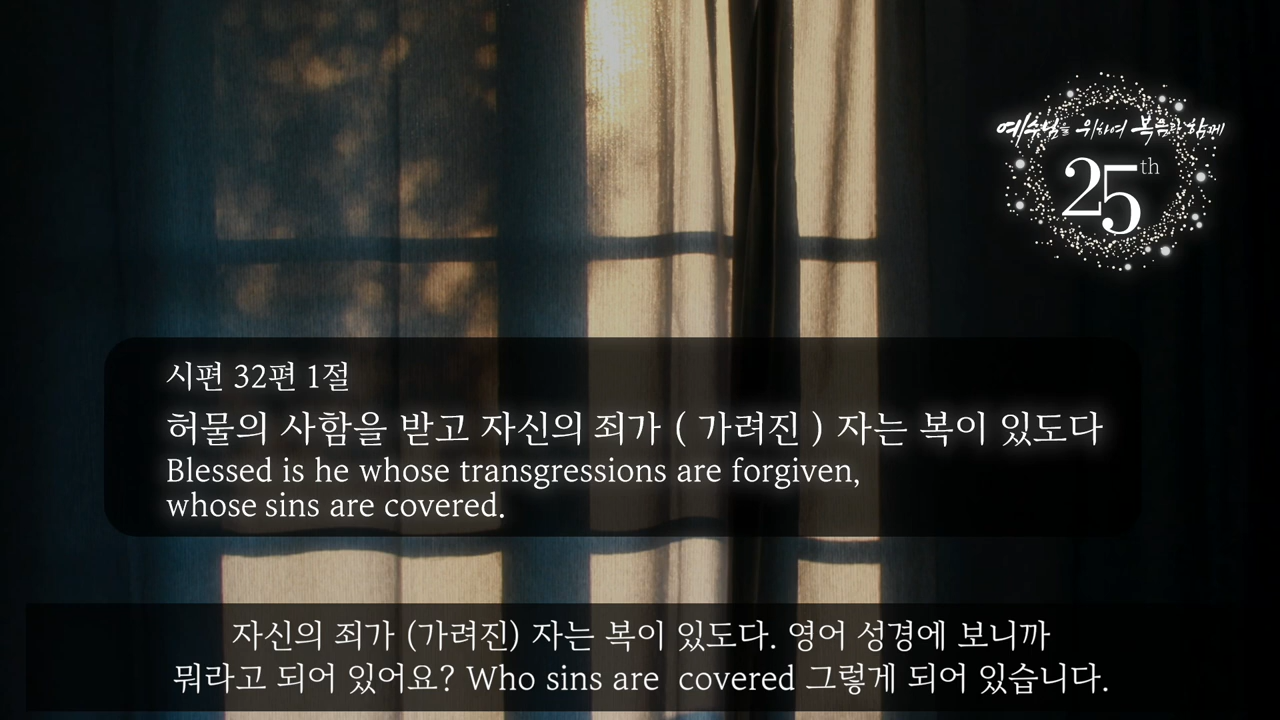 예수님을 위하여 복음과 함께
25th
시편 32편 1절
허물의 사함을 받고 자신의 죄가 ( 가려진 ) 자는 복이 있도다
Blessed is he whose transgressions are forgiven,
whose sins are covered.
자신의 죄가 (가려진) 자는 복이 있도다. 영어 성경에 보니까
뭐라고 되어 있어요? Who sins are covered 그렇게 되어 있습니다.